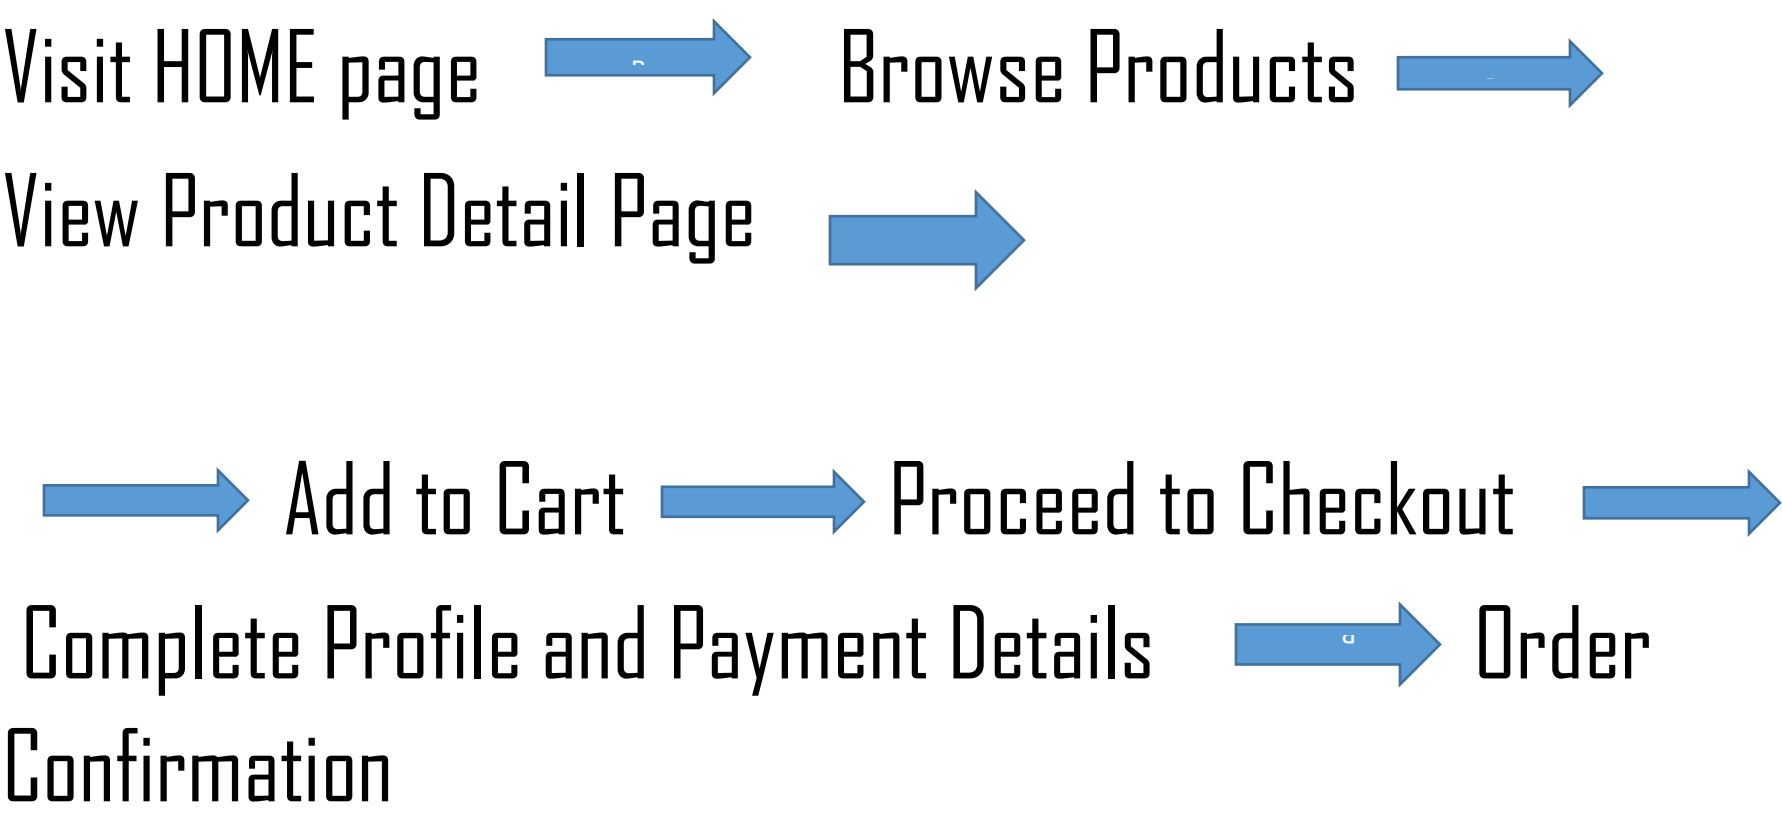 Visit HOME page Browse Products
View Product Detail Page
Add to Cart Proceed to Checkout
Complete Profile and Payment Details Order
Confirmation